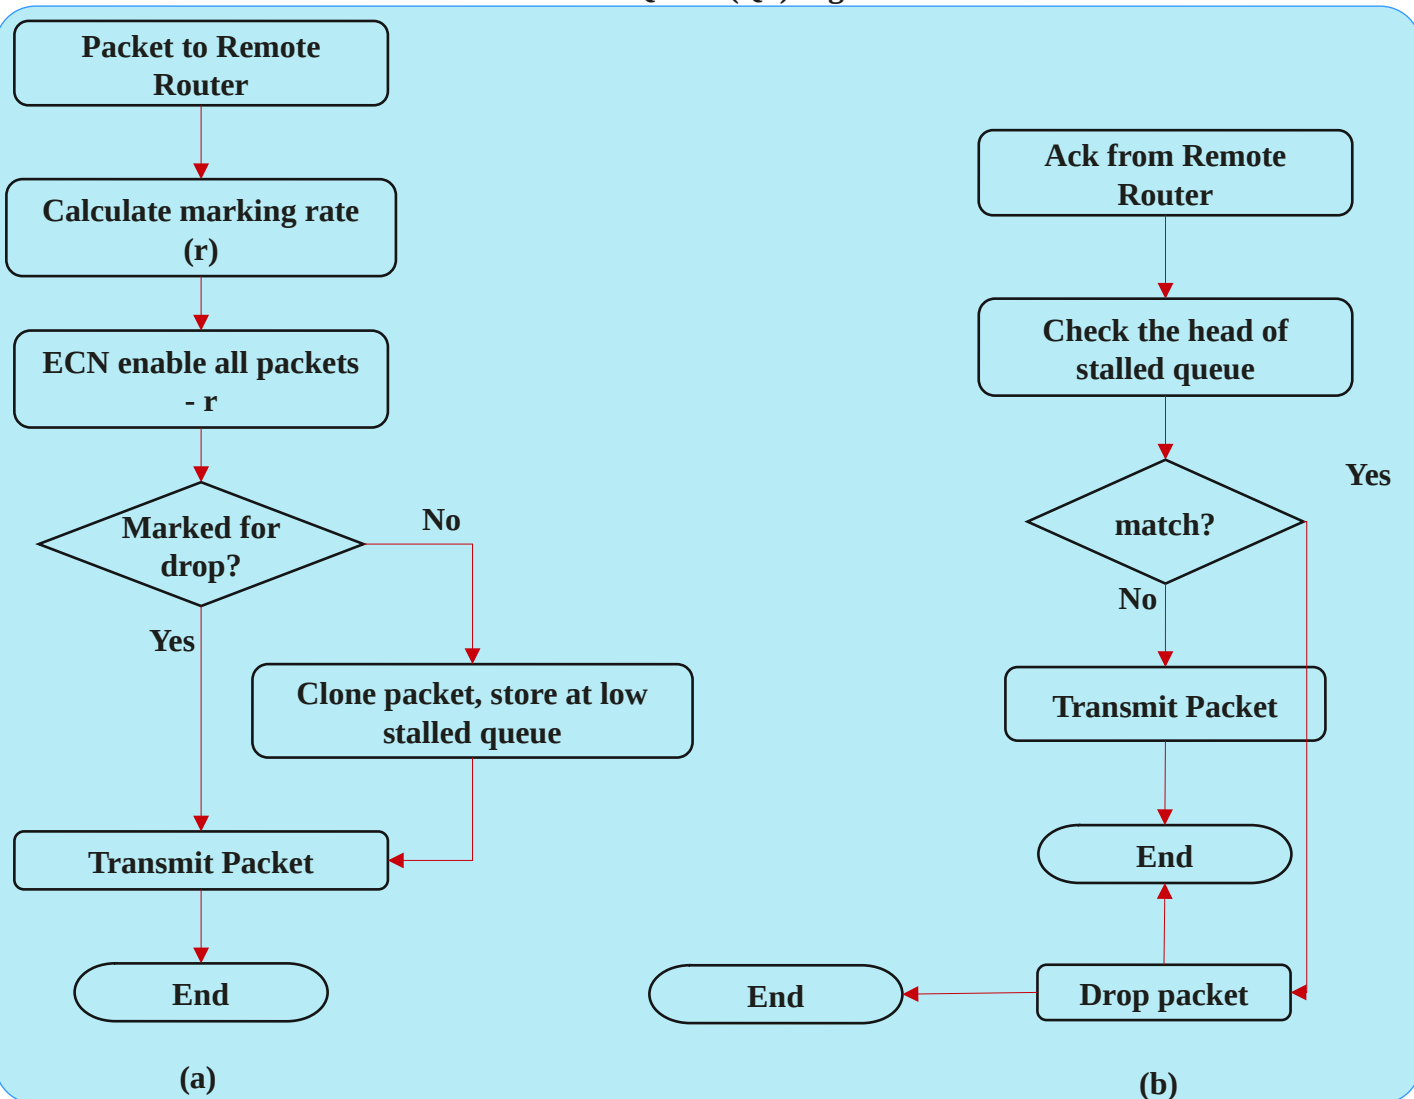 Packet to Remote
Router
Calculate marking rate
(r)
ECN enable all packets
- r
Marked for
drop?
No
Yes
Clone packet, store at low
stalled queue
Transmit Packet
End
(a)
Ack from Remote
Router
Check the head of
stalled queue
match?
Yes
No
Transmit Packet
End
Drop packet
End
(b)